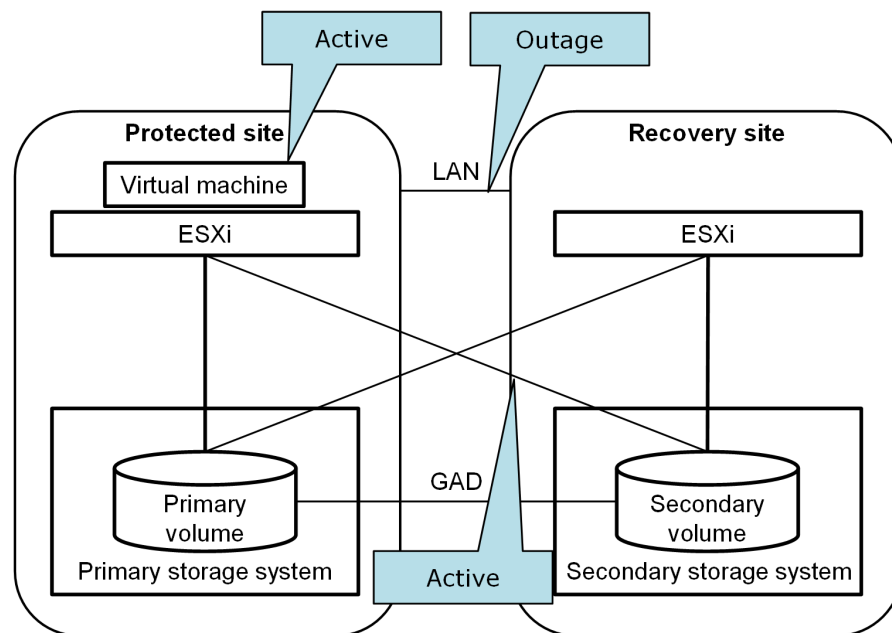 Active
Outage
Protected site
Recovery site
LAN
Virtual machine
ESXi
ESXi
GAD
Primary
volume
Secondary
volume
Primary storage system
Active
Secondary storage system